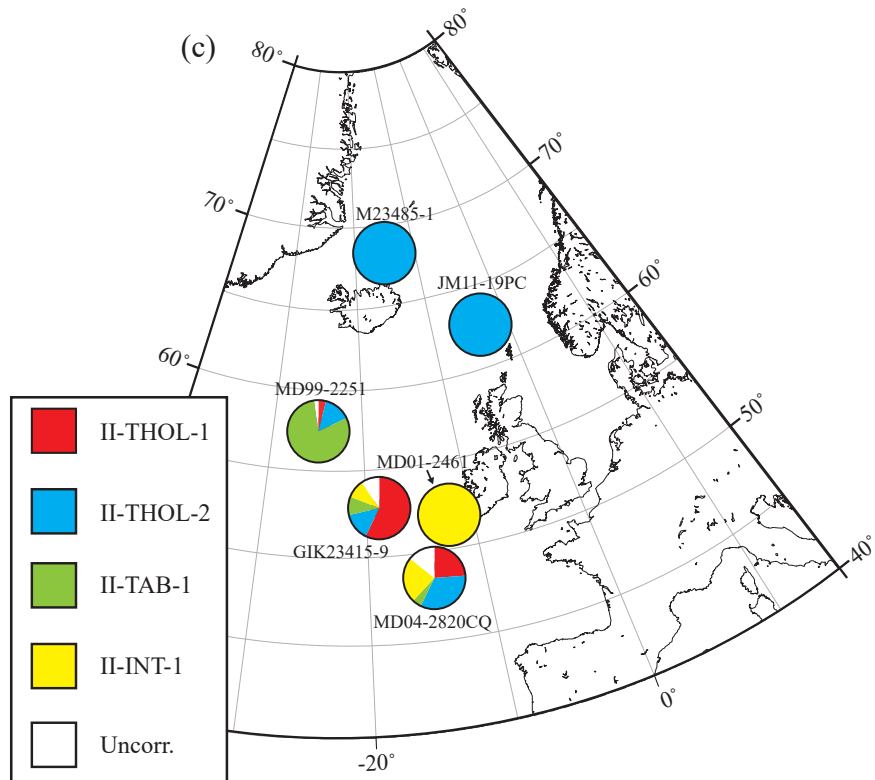 (c)
80°
80°
70°
70°
M23485-1
JM11-19PC
60°
60°
MD99-2251
II-THOL-1
MD01-2461
50°
II-THOL-2
GIK23415-9
40°
II-TAB-1
MD04-2820CQ
II-INT-1
0°
Uncorr.
-20°